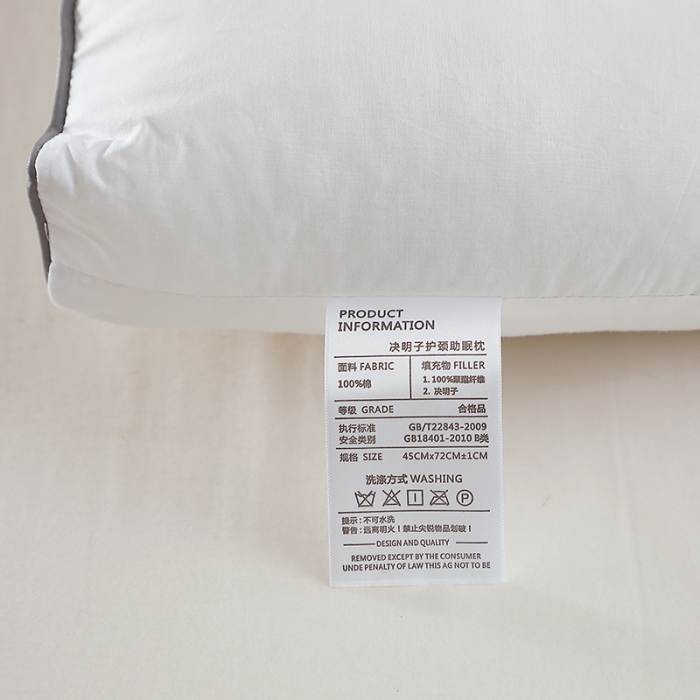 PRODUCT
INFORMATION
决明子护颈助眠枕
面料 FABRIC
100%棉
填充物 FILLER
1. 100%聚酯纤维
2. 决明子
等级 GRADE 合格品
执行标准 GB/T22843-2009
安全类别 GB18401-2010 B类
规格 SIZE 45CMx72CM±1CM
洗涤方式 WASHING
P
提示:不可水洗
警告:远离明火!禁止尖锐物品划破!
DESIGN AND QUALITY
REMOVED EXCEPT BY THE CONSUMER
UNDE PENALTY OF LAW THIS AG NOT TO BE